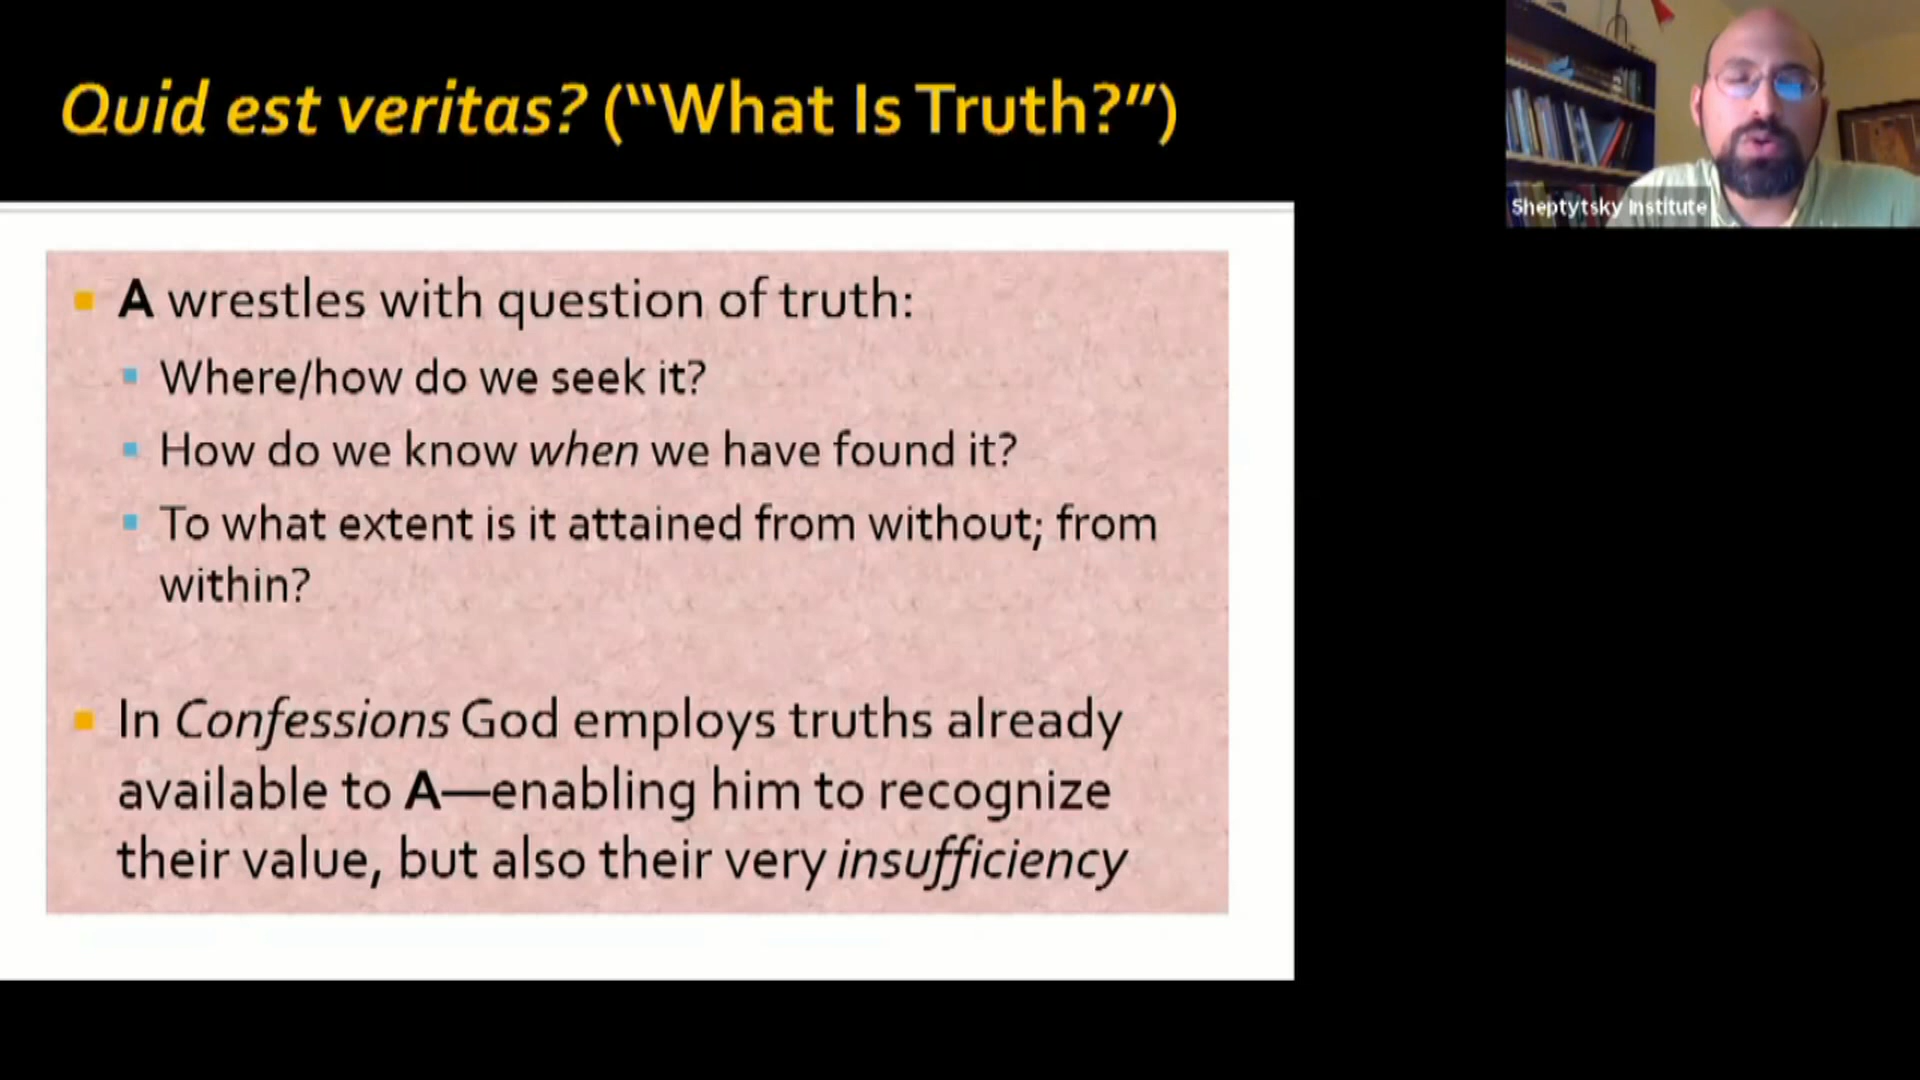 Quid est veritas? (“What Is Truth?”)
Sheptytsky Institute
A wrestles with question of truth:
Where/how do we seek it?
How do we know when we have found it?
To what extent is it attained from without; from
within?
In Confessions God employs truths already
available to A—enabling him to recognize
their value, but also their very insufficiency